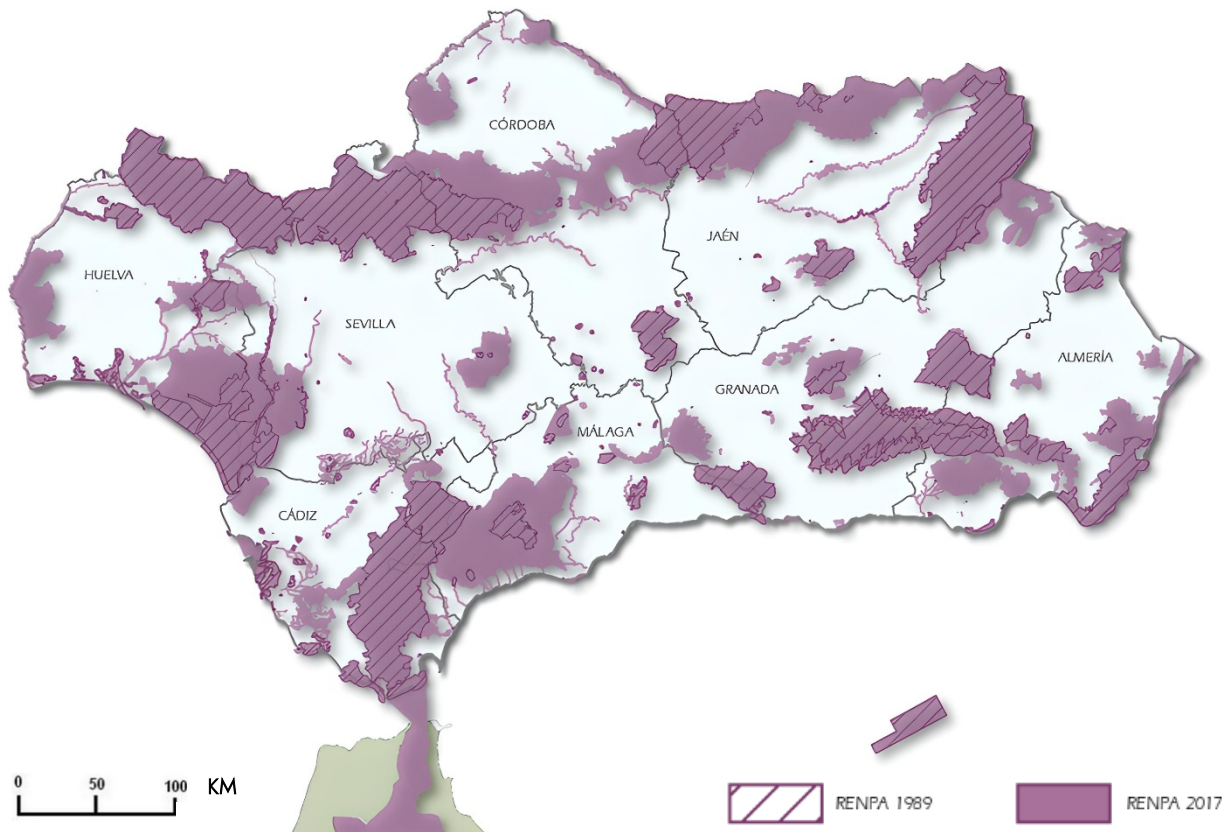 CÓRDOBA
JAÉN
HUELVA
SEVILLA
ALMERÍA
GRANADA
MÁLAGA
CÁDIZ
0 50 100 KM
RENPA 1989 RENPA 2017